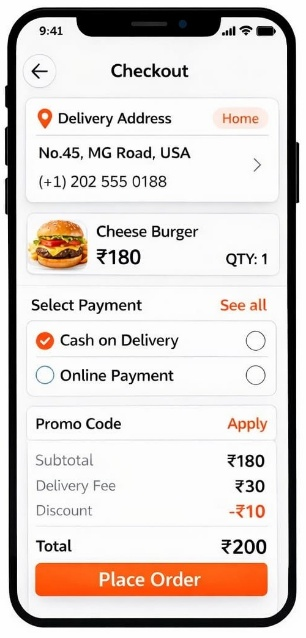 9:41
Checkout
Delivery Address Home
No.45, MG Road, USA
(+1) 202 555 0188
Cheese Burger
₹180 QTY: 1
Select Payment See all
Cash on Delivery
Online Payment
Promo Code Apply
Subtotal ₹180
Delivery Fee ₹30
Discount -₹10
Total ₹200
Place Order